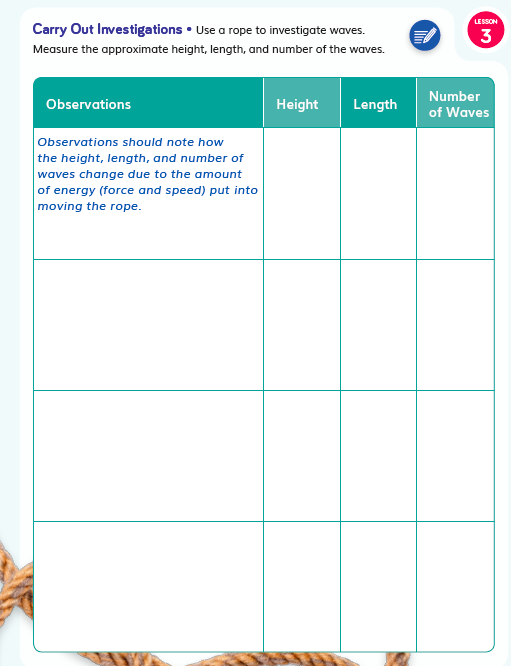 Carry Out Investigations • Use a rope to investigate waves.
Measure the approximate height, length, and number of the waves.
LESSON
3
Observations
Height
Length
Number
of Waves
Observations should note how
the height, length, and number of
waves change due to the amount
of energy (force and speed) put into
moving the rope.